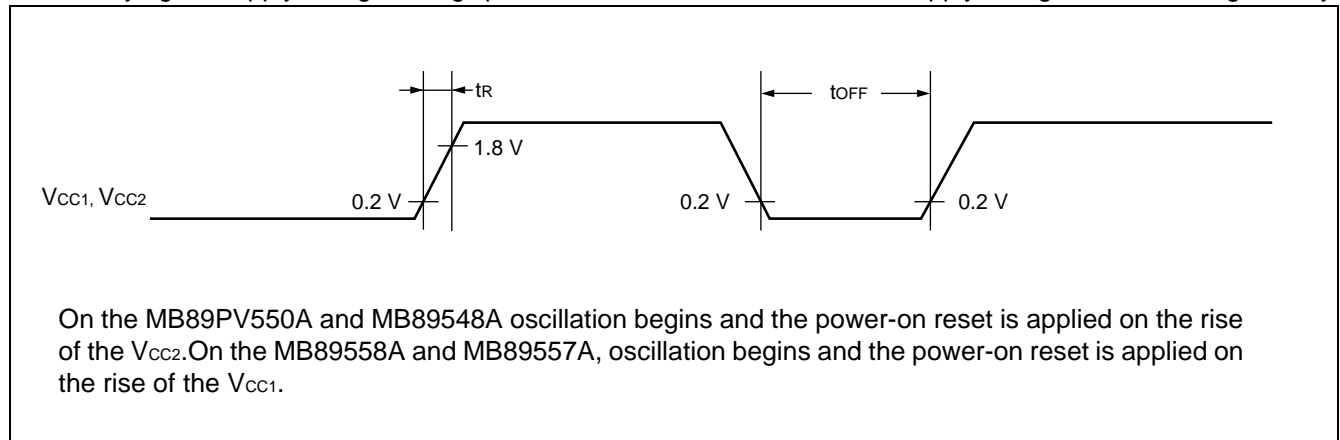 tR
1.8 V
VCC1, VCC2
0.2 V
tOFF
0.2 V
0.2 V
On the MB89PV550A and MB89548A oscillation begins and the power-on reset is applied on the rise
of the VCC2.On the MB89558A and MB89557A, oscillation begins and the power-on reset is applied on
the rise of the VCC1.